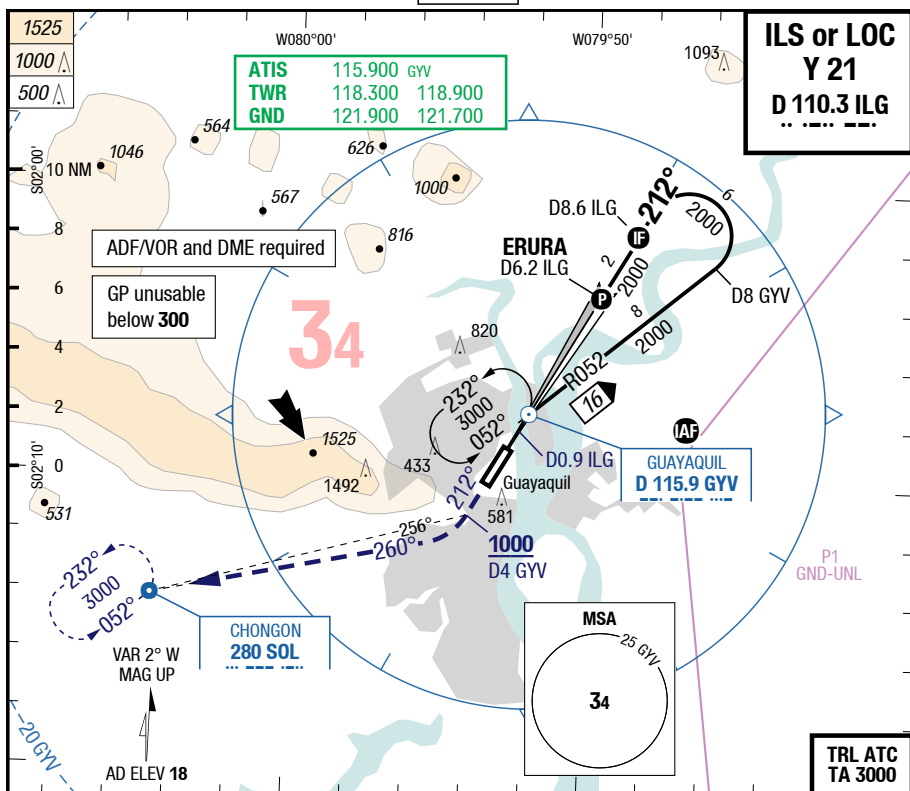 1525
1000
500
W080°00'
W079°50'
1093
ILS or LOC
Y 21
D 110.3 ILG
ATIS 115.900 GYV
TWR 118.300 118.900
GND 121.900 121.700
564
626
S02°00'
10 NM
1046
1000
567
816
8
6
4
2
0
ADF/VOR and DME required
GP unusable
below 300
34
D8.6 ILG
IF
212°
6
2000
ERURA
D6.2 ILG
P
2
2000
8
2000
D8 GYV
R052
16
820
232°
3000
052°
IAF
S02°10'
1525
1492
433
D0.9 ILG
Guayaquil
GUAYAQUIL
D 115.9 GYV
531
212°
581
256°
260°
1000
D4 GYV
P1
GND-UNL
232°
3000
052°
CHONGON
280 SOL
MSA
25 GYV
34
VAR 2° W
MAG UP
20 GYV
AD ELEV 18
TRL ATC
TA 3000